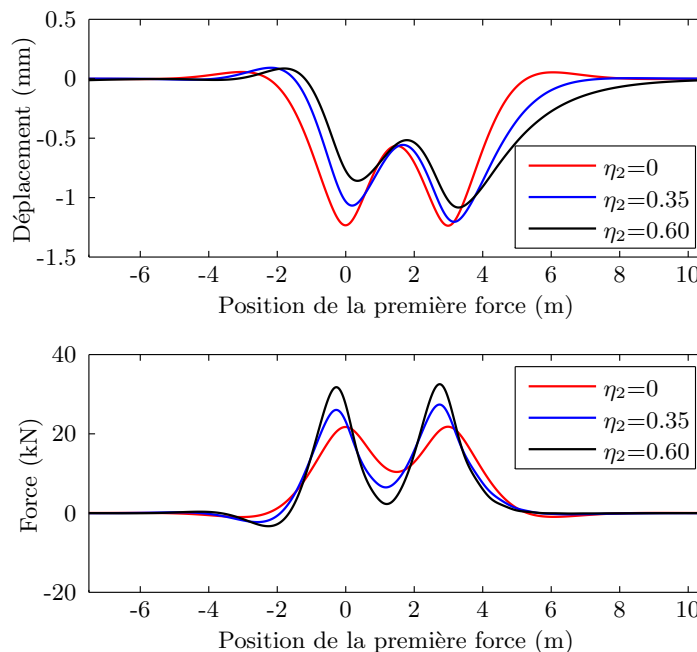 0.5
0
-0.5
-1
-1.5
Déplacement (mm)
η₂=0
η₂=0.35
η₂=0.60
-6 -4 -2 0 2 4 6 8 10
Position de la première force (m)
40
20
0
-20
Force (kN)
η₂=0
η₂=0.35
η₂=0.60
-6 -4 -2 0 2 4 6 8 10
Position de la première force (m)